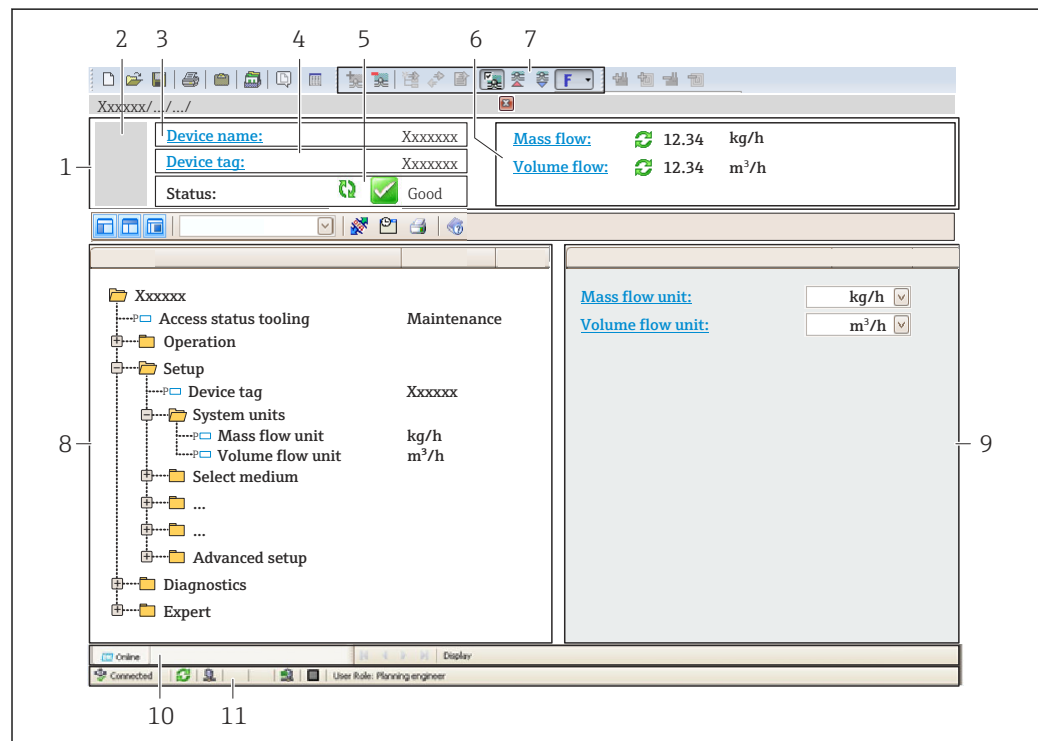 2 3 4 5 6 7
F
Xxxxxx/.../.../
1
Device name: Xxxxxxx
Device tag: Xxxxxxx
Status: Good
Mass flow: 12.34 kg/h
Volume flow: 12.34 m³/h
Xxxxxx
Access status tooling Maintenance
Operation
Setup
Device tag Xxxxxx
System units
Mass flow unit kg/h
Volume flow unit m³/h
Select medium
...
...
Advanced setup
Diagnostics
Expert
8
Mass flow unit: kg/h
Volume flow unit: m³/h
9
Online Display
Connected User Role: Planning engineer
10 11